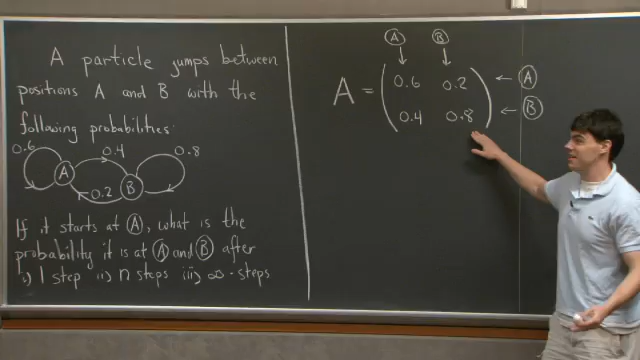 A particle jumps between
positions A and B with the
following probabilities:
0.6 0.4 0.8
A B
0.2
If it starts at Ⓐ, what is the
probability it is at Ⓐ and Ⓑ after
i) 1 step ii) n steps iii) ∞-steps
Ⓐ Ⓑ
↓ ↓
A = ( 0.6 0.2 ) ← Ⓐ
( 0.4 0.8 ) ← Ⓑ